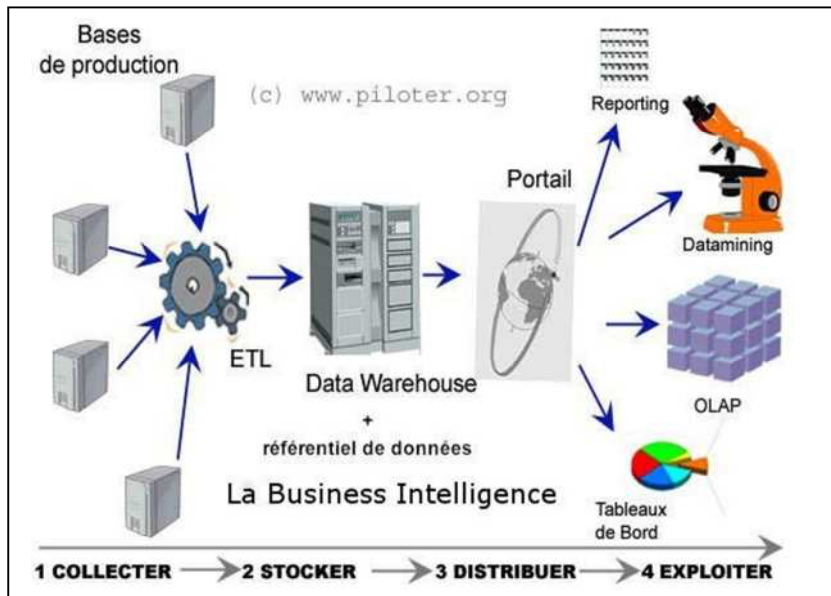 Bases
de production
(c) www.piloter.org
Reporting
Portail
Datamining
ETL
Data Warehouse
+
référentiel de données
OLAP
La Business Intelligence
Tableaux
de Bord
1 COLLECTER
2 STOCKER
3 DISTRIBUER
4 EXPLOITER